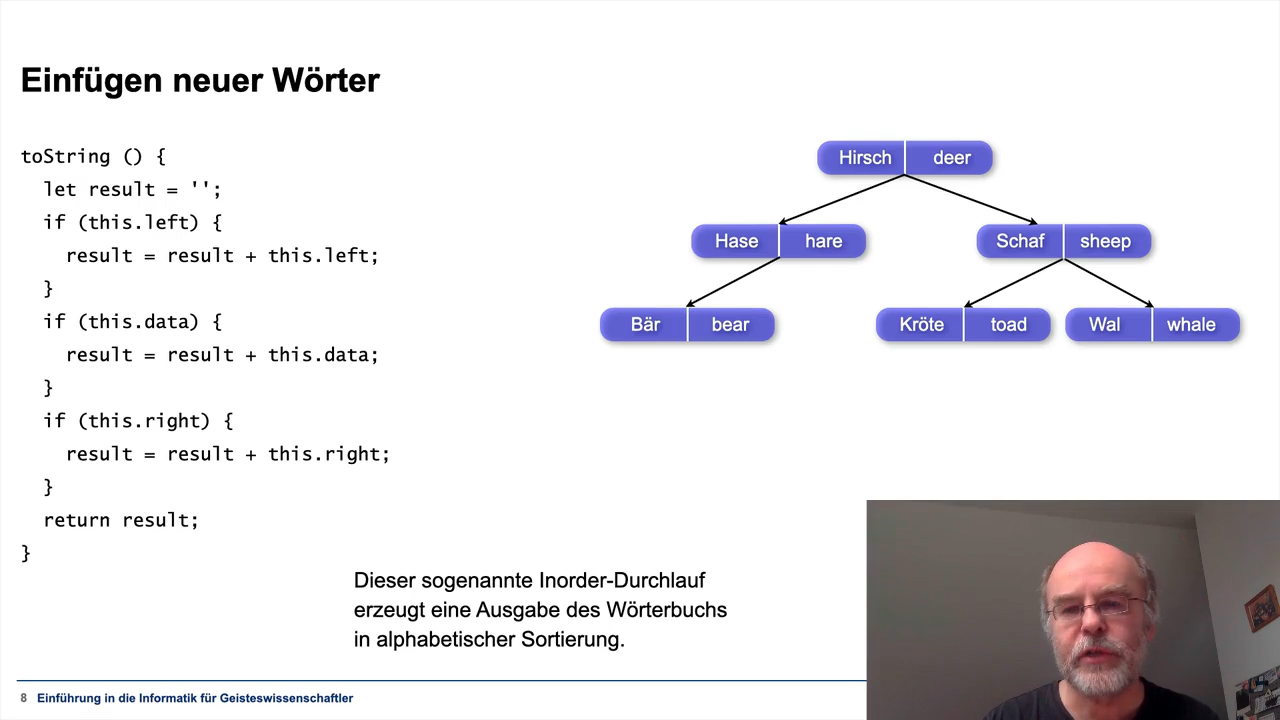 Einfügen neuer Wörter
toString () {
let result = '';
if (this.left) {
result = result + this.left;
}
if (this.data) {
result = result + this.data;
}
if (this.right) {
result = result + this.right;
}
return result;
}
Hirsch deer
Hase hare
Schaf sheep
Bär bear
Kröte toad
Wal whale
Dieser sogenannte Inorder-Durchlauf
erzeugt eine Ausgabe des Wörterbuchs
in alphabetischer Sortierung.
8 Einführung in die Informatik für Geisteswissenschaftler